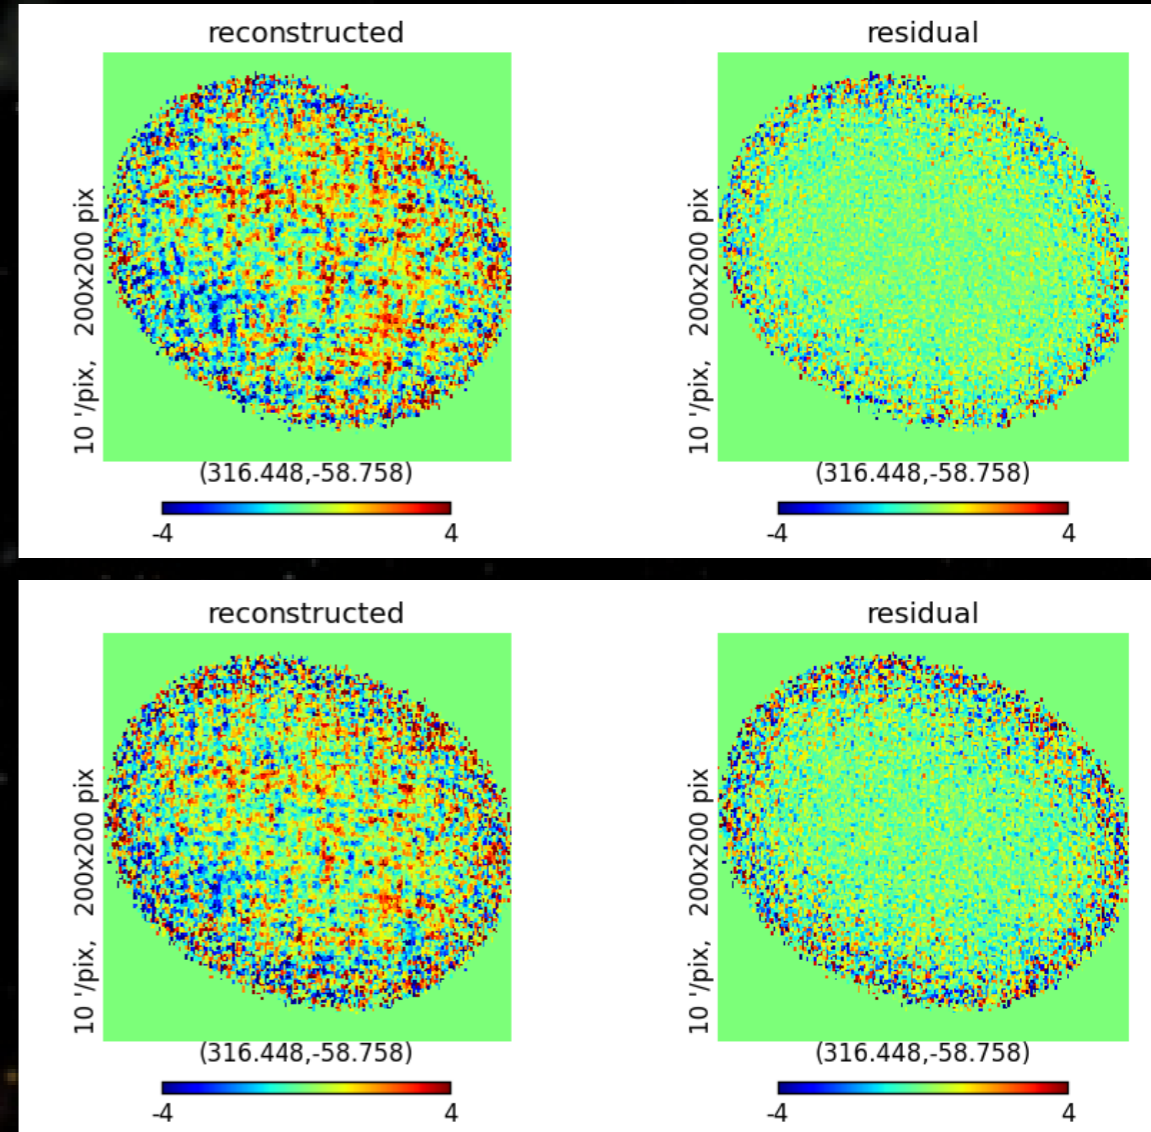 reconstructed
residual
10 '/pix,   200x200 pix
10 '/pix,   200x200 pix
(316.448,-58.758)
(316.448,-58.758)
-4
4
-4
4
reconstructed
residual
10 '/pix,   200x200 pix
10 '/pix,   200x200 pix
(316.448,-58.758)
(316.448,-58.758)
-4
4
-4
4